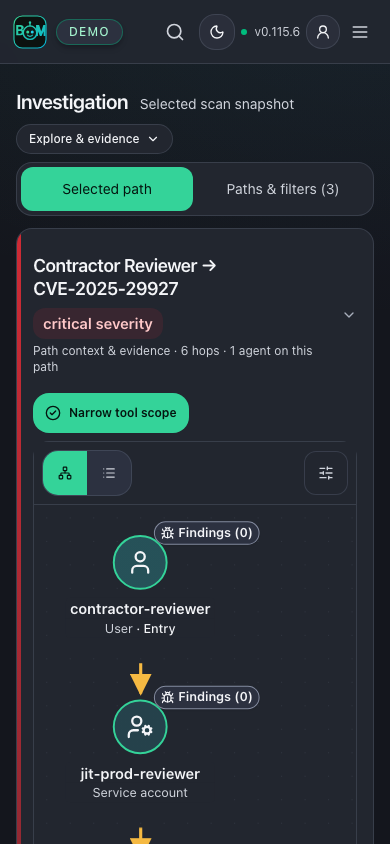 BOM
DEMO
v0.115.6
Investigation Selected scan snapshot
Explore & evidence
Selected path
Paths & filters (3)
Contractor Reviewer →
CVE-2025-29927
critical severity
Path context & evidence · 6 hops · 1 agent on this
path
Narrow tool scope
Findings (0)
contractor-reviewer
User · Entry
Findings (0)
jit-prod-reviewer
Service account